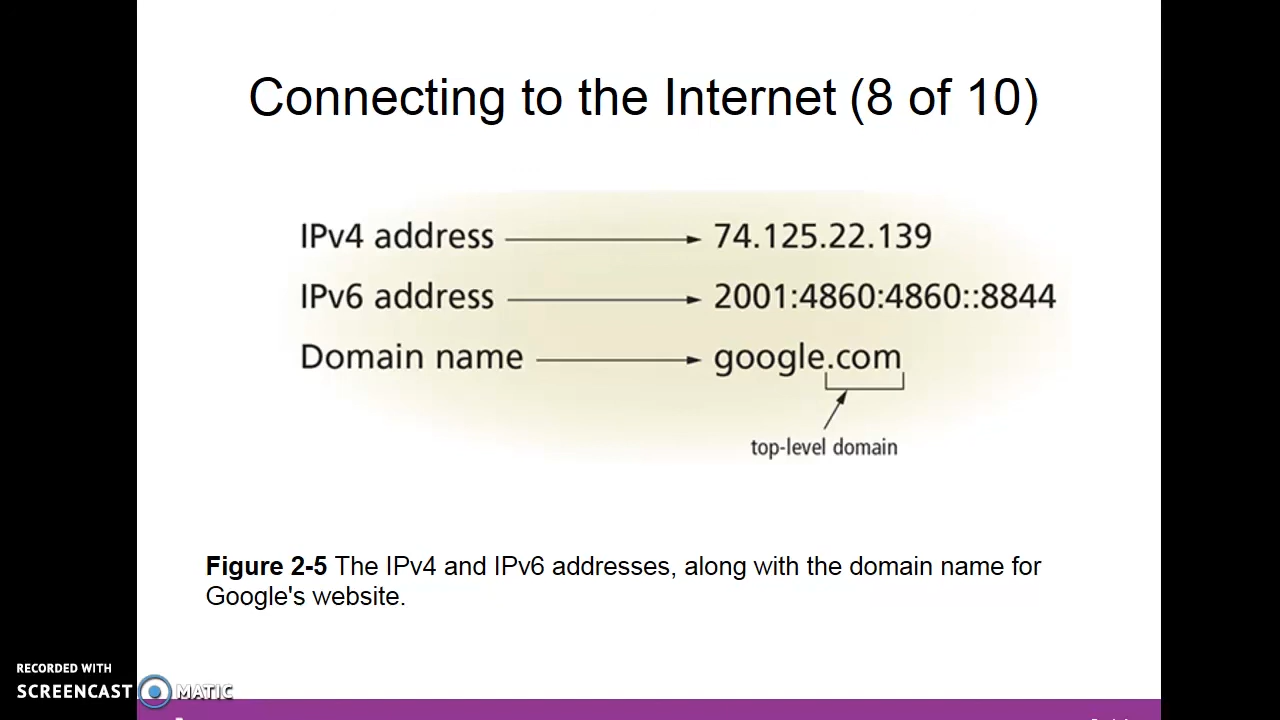 Connecting to the Internet (8 of 10)
IPv4 address 74.125.22.139
IPv6 address 2001:4860:4860::8844
Domain name google.com
top-level domain
Figure 2-5 The IPv4 and IPv6 addresses, along with the domain name for
Google's website.
RECORDED WITH
SCREENCAST MATIC